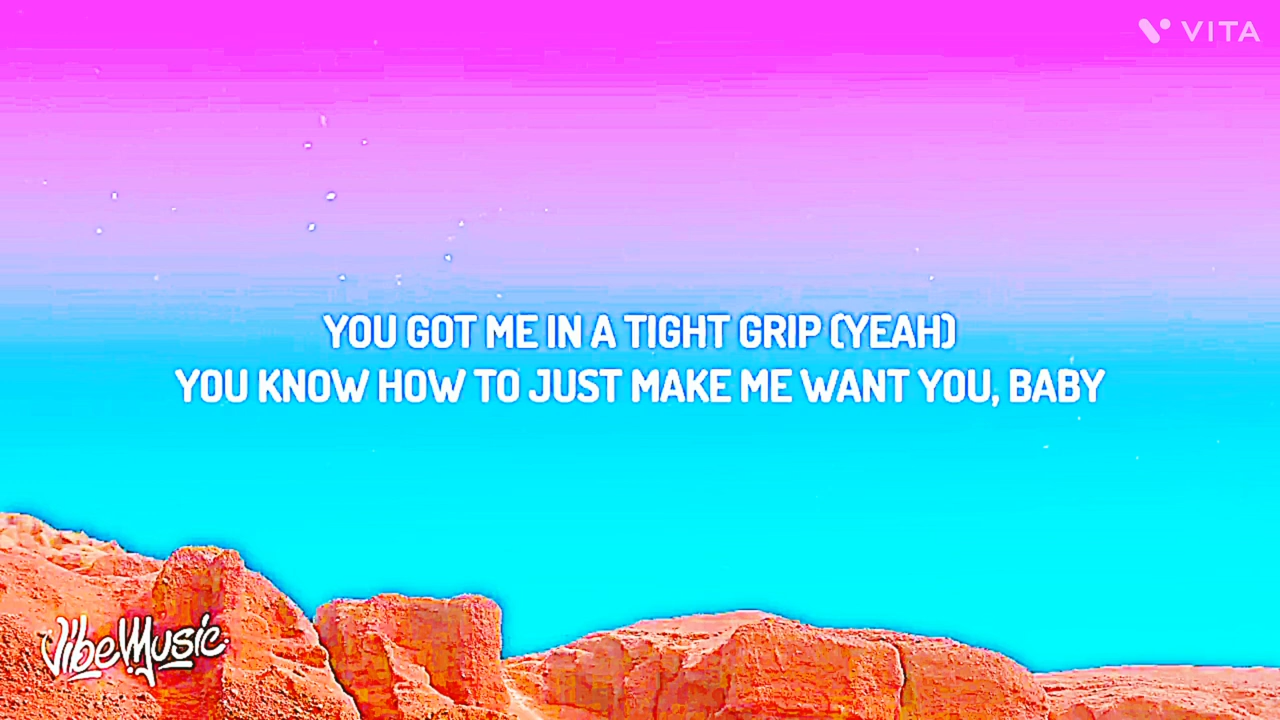 VITA
YOU GOT ME IN A TIGHT GRIP (YEAH)
YOU KNOW HOW TO JUST MAKE ME WANT YOU, BABY
VibeMusic